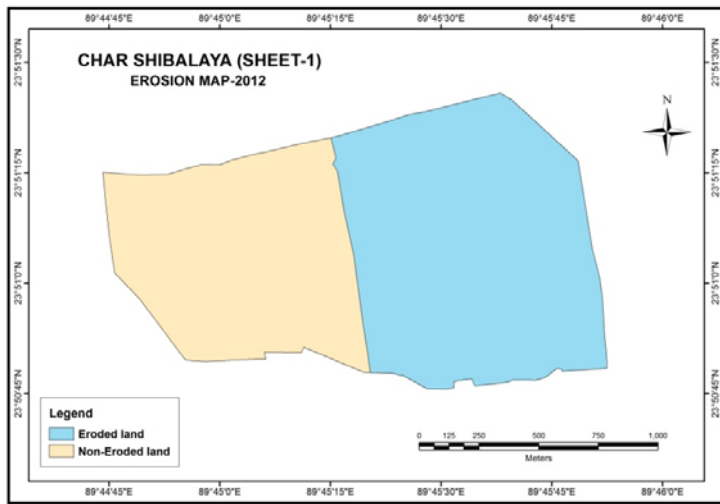 89°44'45"E 89°45'0"E 89°45'15"E 89°45'30"E 89°45'45"E 89°46'0"E
CHAR SHIBALAYA (SHEET-1)
EROSION MAP-2012
N
23°51'30"N
23°51'15"N
23°51'0"N
23°50'45"N
23°51'30"N
23°51'15"N
23°51'0"N
23°50'45"N
Legend
Eroded land
Non-Eroded land
0 125 250 500 750 1,000
Meters
89°44'45"E 89°45'0"E 89°45'15"E 89°45'30"E 89°45'45"E 89°46'0"E